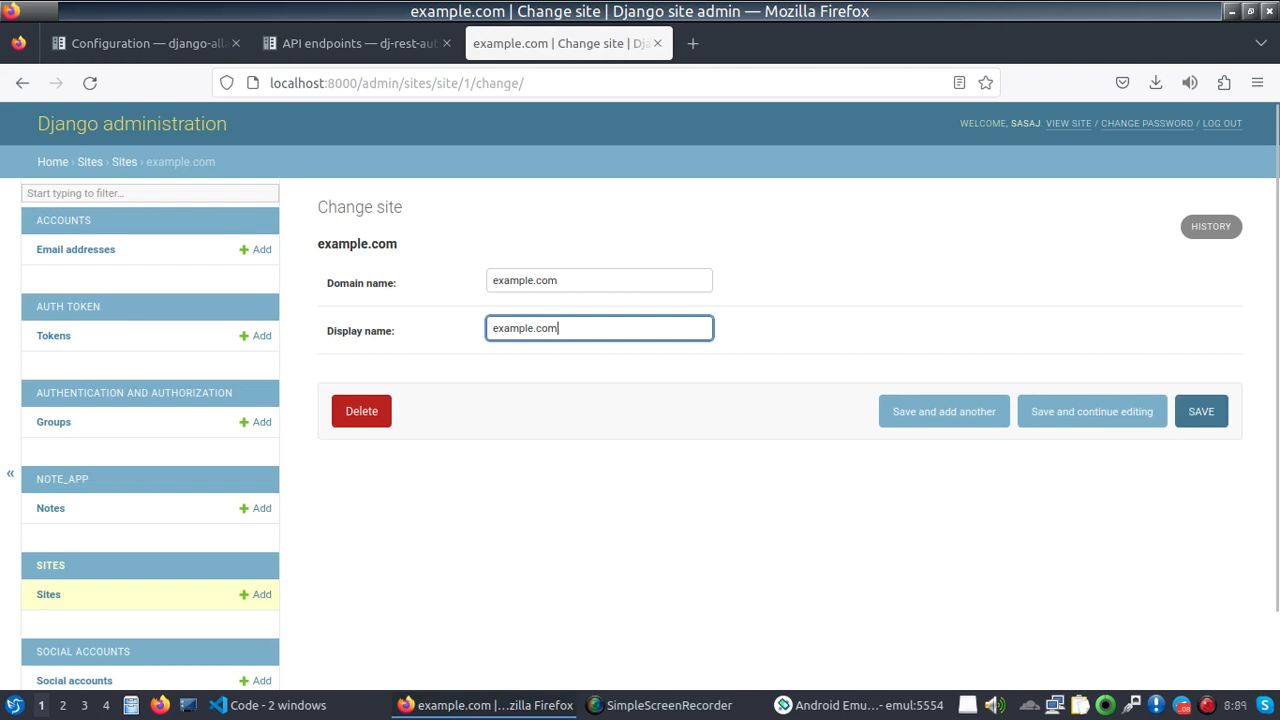 example.com | Change site | Django site admin — Mozilla Firefox
Configuration — django-all
API endpoints — dj-rest-aut
example.com | Change site | Dja
localhost:8000/admin/sites/site/1/change/
Django administration
WELCOME, SASAJ. VIEW SITE / CHANGE PASSWORD / LOG OUT
Home › Sites › Sites › example.com
Start typing to filter...
ACCOUNTS
Email addresses
Add
AUTH TOKEN
Tokens
Add
AUTHENTICATION AND AUTHORIZATION
Groups
Add
NOTE_APP
Notes
Add
SITES
Sites
Add
SOCIAL ACCOUNTS
Social accounts
Add
«
Change site
HISTORY
example.com
Domain name:
example.com
Display name:
example.com
Delete
Save and add another
Save and continue editing
SAVE
1 2 3 4
Code - 2 windows
example.com |...zilla Firefox
SimpleScreenRecorder
Android Emu...- emul:5554